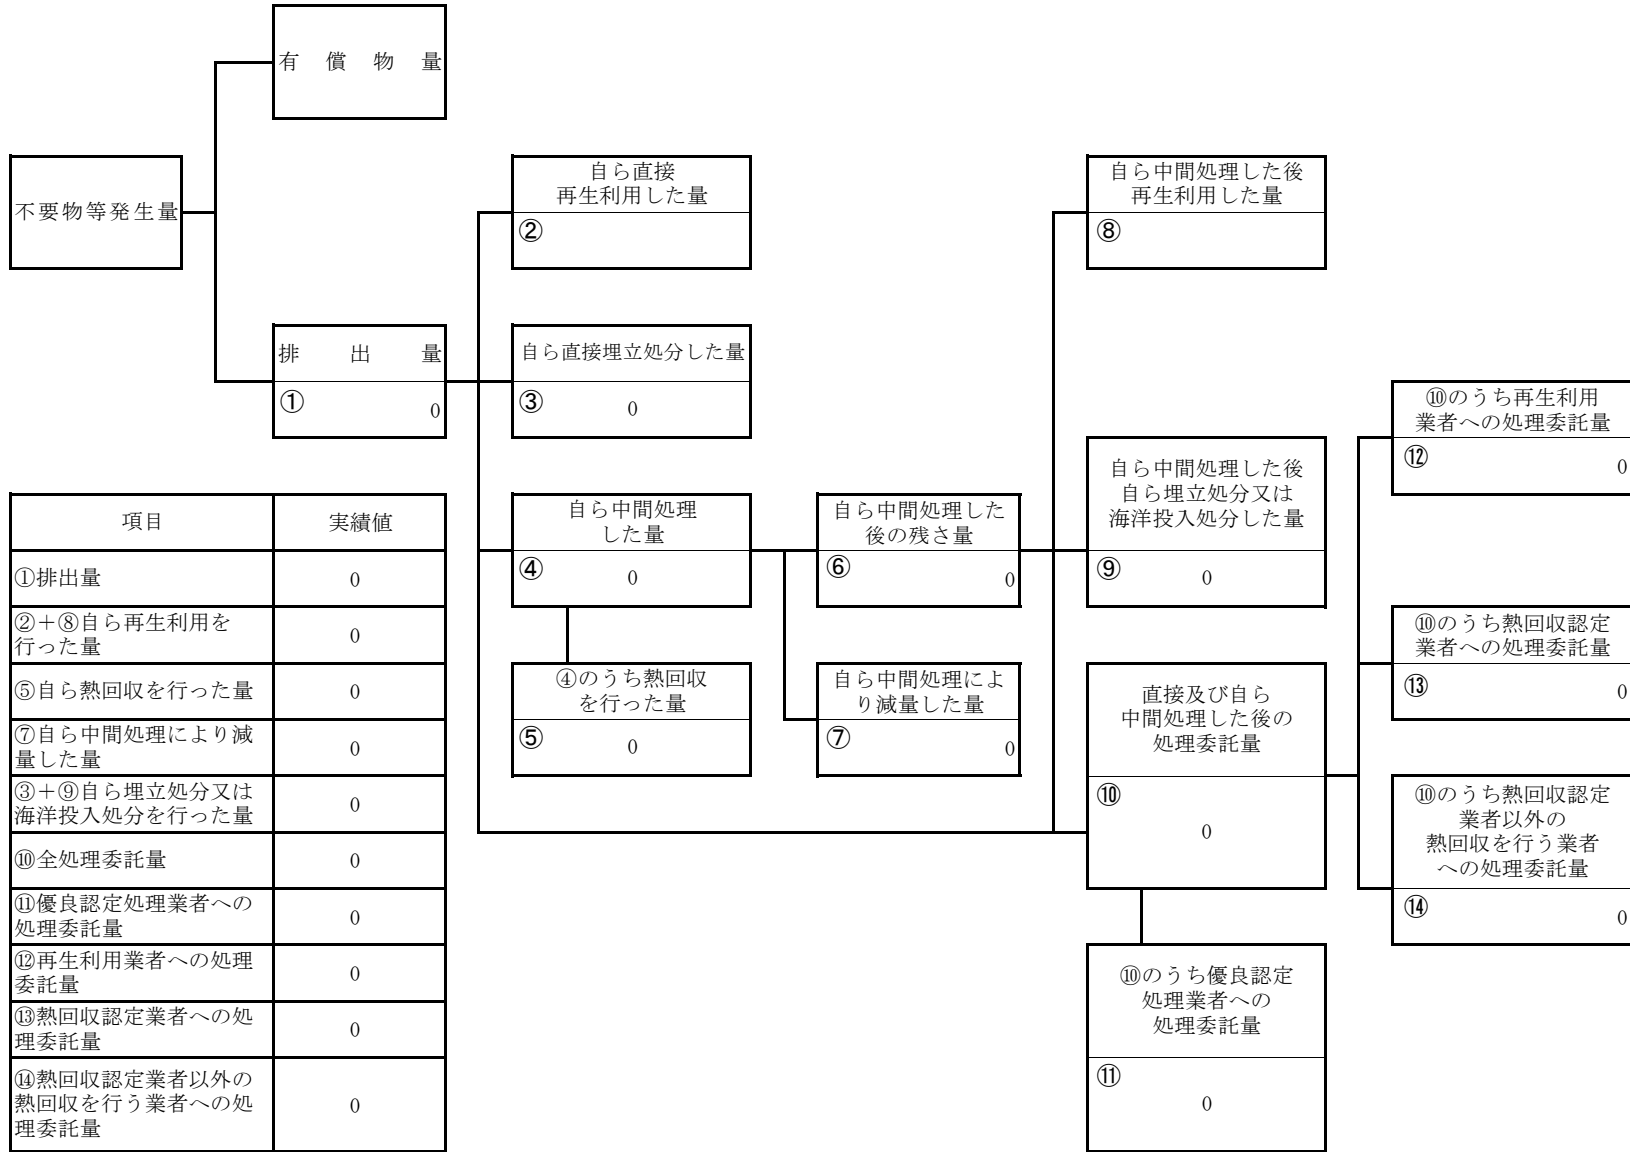 有償物量
不要物等発生量
排出量
①
0
自ら直接
再生利用した量
②
自ら直接埋立処分した量
③
0
自ら中間処理
した量
④
0
④のうち熱回収
を行った量
⑤
0
自ら中間処理した
後の残さ量
⑥
0
自ら中間処理によ
り減量した量
⑦
0
自ら中間処理した後
再生利用した量
⑧
自ら中間処理した後
自ら埋立処分又は
海洋投入処分した量
⑨
0
直接及び自ら
中間処理した後の
処理委託量
⑩
0
⑩のうち優良認定
処理業者への
処理委託量
⑪
0
⑩のうち再生利用
業者への処理委託量
⑫
0
⑩のうち熱回収認定
業者への処理委託量
⑬
0
⑩のうち熱回収認定
業者以外の
熱回収を行う業者
への処理委託量
⑭
0
項目 実績値
①排出量 0
②+⑧自ら再生利用を
行った量
0
⑤自ら熱回収を行った量 0
⑦自ら中間処理により減
量した量
0
③+⑨自ら埋立処分又は
海洋投入処分を行った量
0
⑩全処理委託量 0
⑪優良認定処理業者への
処理委託量
0
⑫再生利用業者への処理
委託量
0
⑬熱回収認定業者への処
理委託量
0
⑭熱回収認定業者以外の
熱回収を行う業者への処
理委託量
0